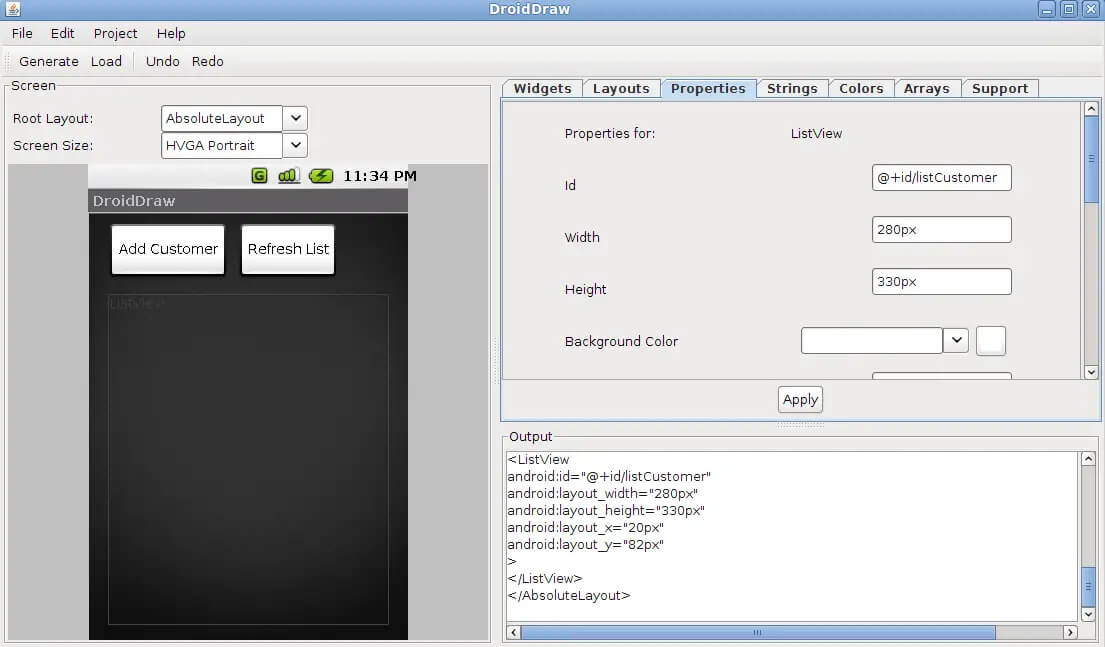 DroidDraw
File Edit Project Help
Generate Load Undo Redo
Screen
Root Layout: AbsoluteLayout
Screen Size: HVGA Portrait
G 11:34 PM
DroidDraw
Add Customer Refresh List
ListView
Widgets Layouts Properties Strings Colors Arrays Support
Properties for: ListView
Id @+id/listCustomer
Width 280px
Height 330px
Background Color
Apply
Output
<ListView
android:id="@+id/listCustomer"
android:layout_width="280px"
android:layout_height="330px"
android:layout_x="20px"
android:layout_y="82px"
>
</ListView>
</AbsoluteLayout>